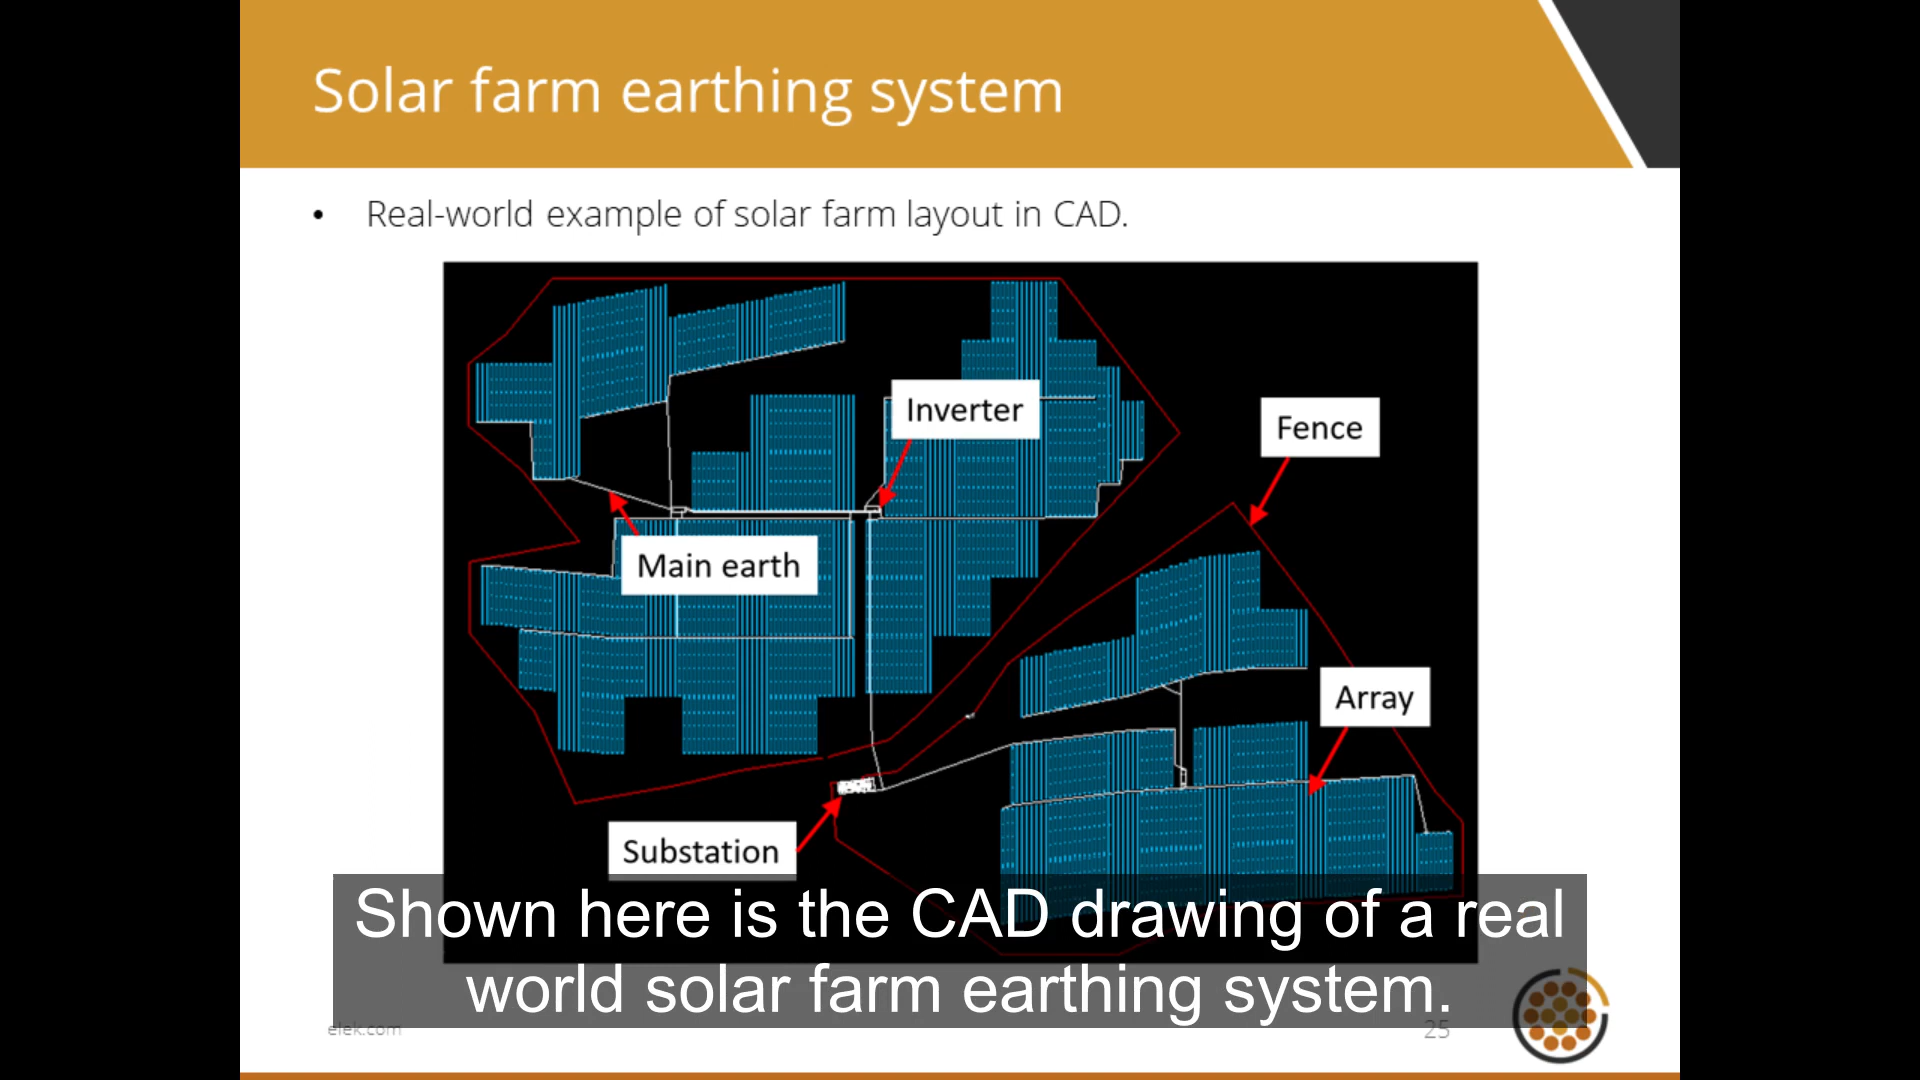 Solar farm earthing system
• Real-world example of solar farm layout in CAD.
Inverter
Fence
Main earth
Array
Substation
Shown here is the CAD drawing of a real
world solar farm earthing system.
elek.com
25